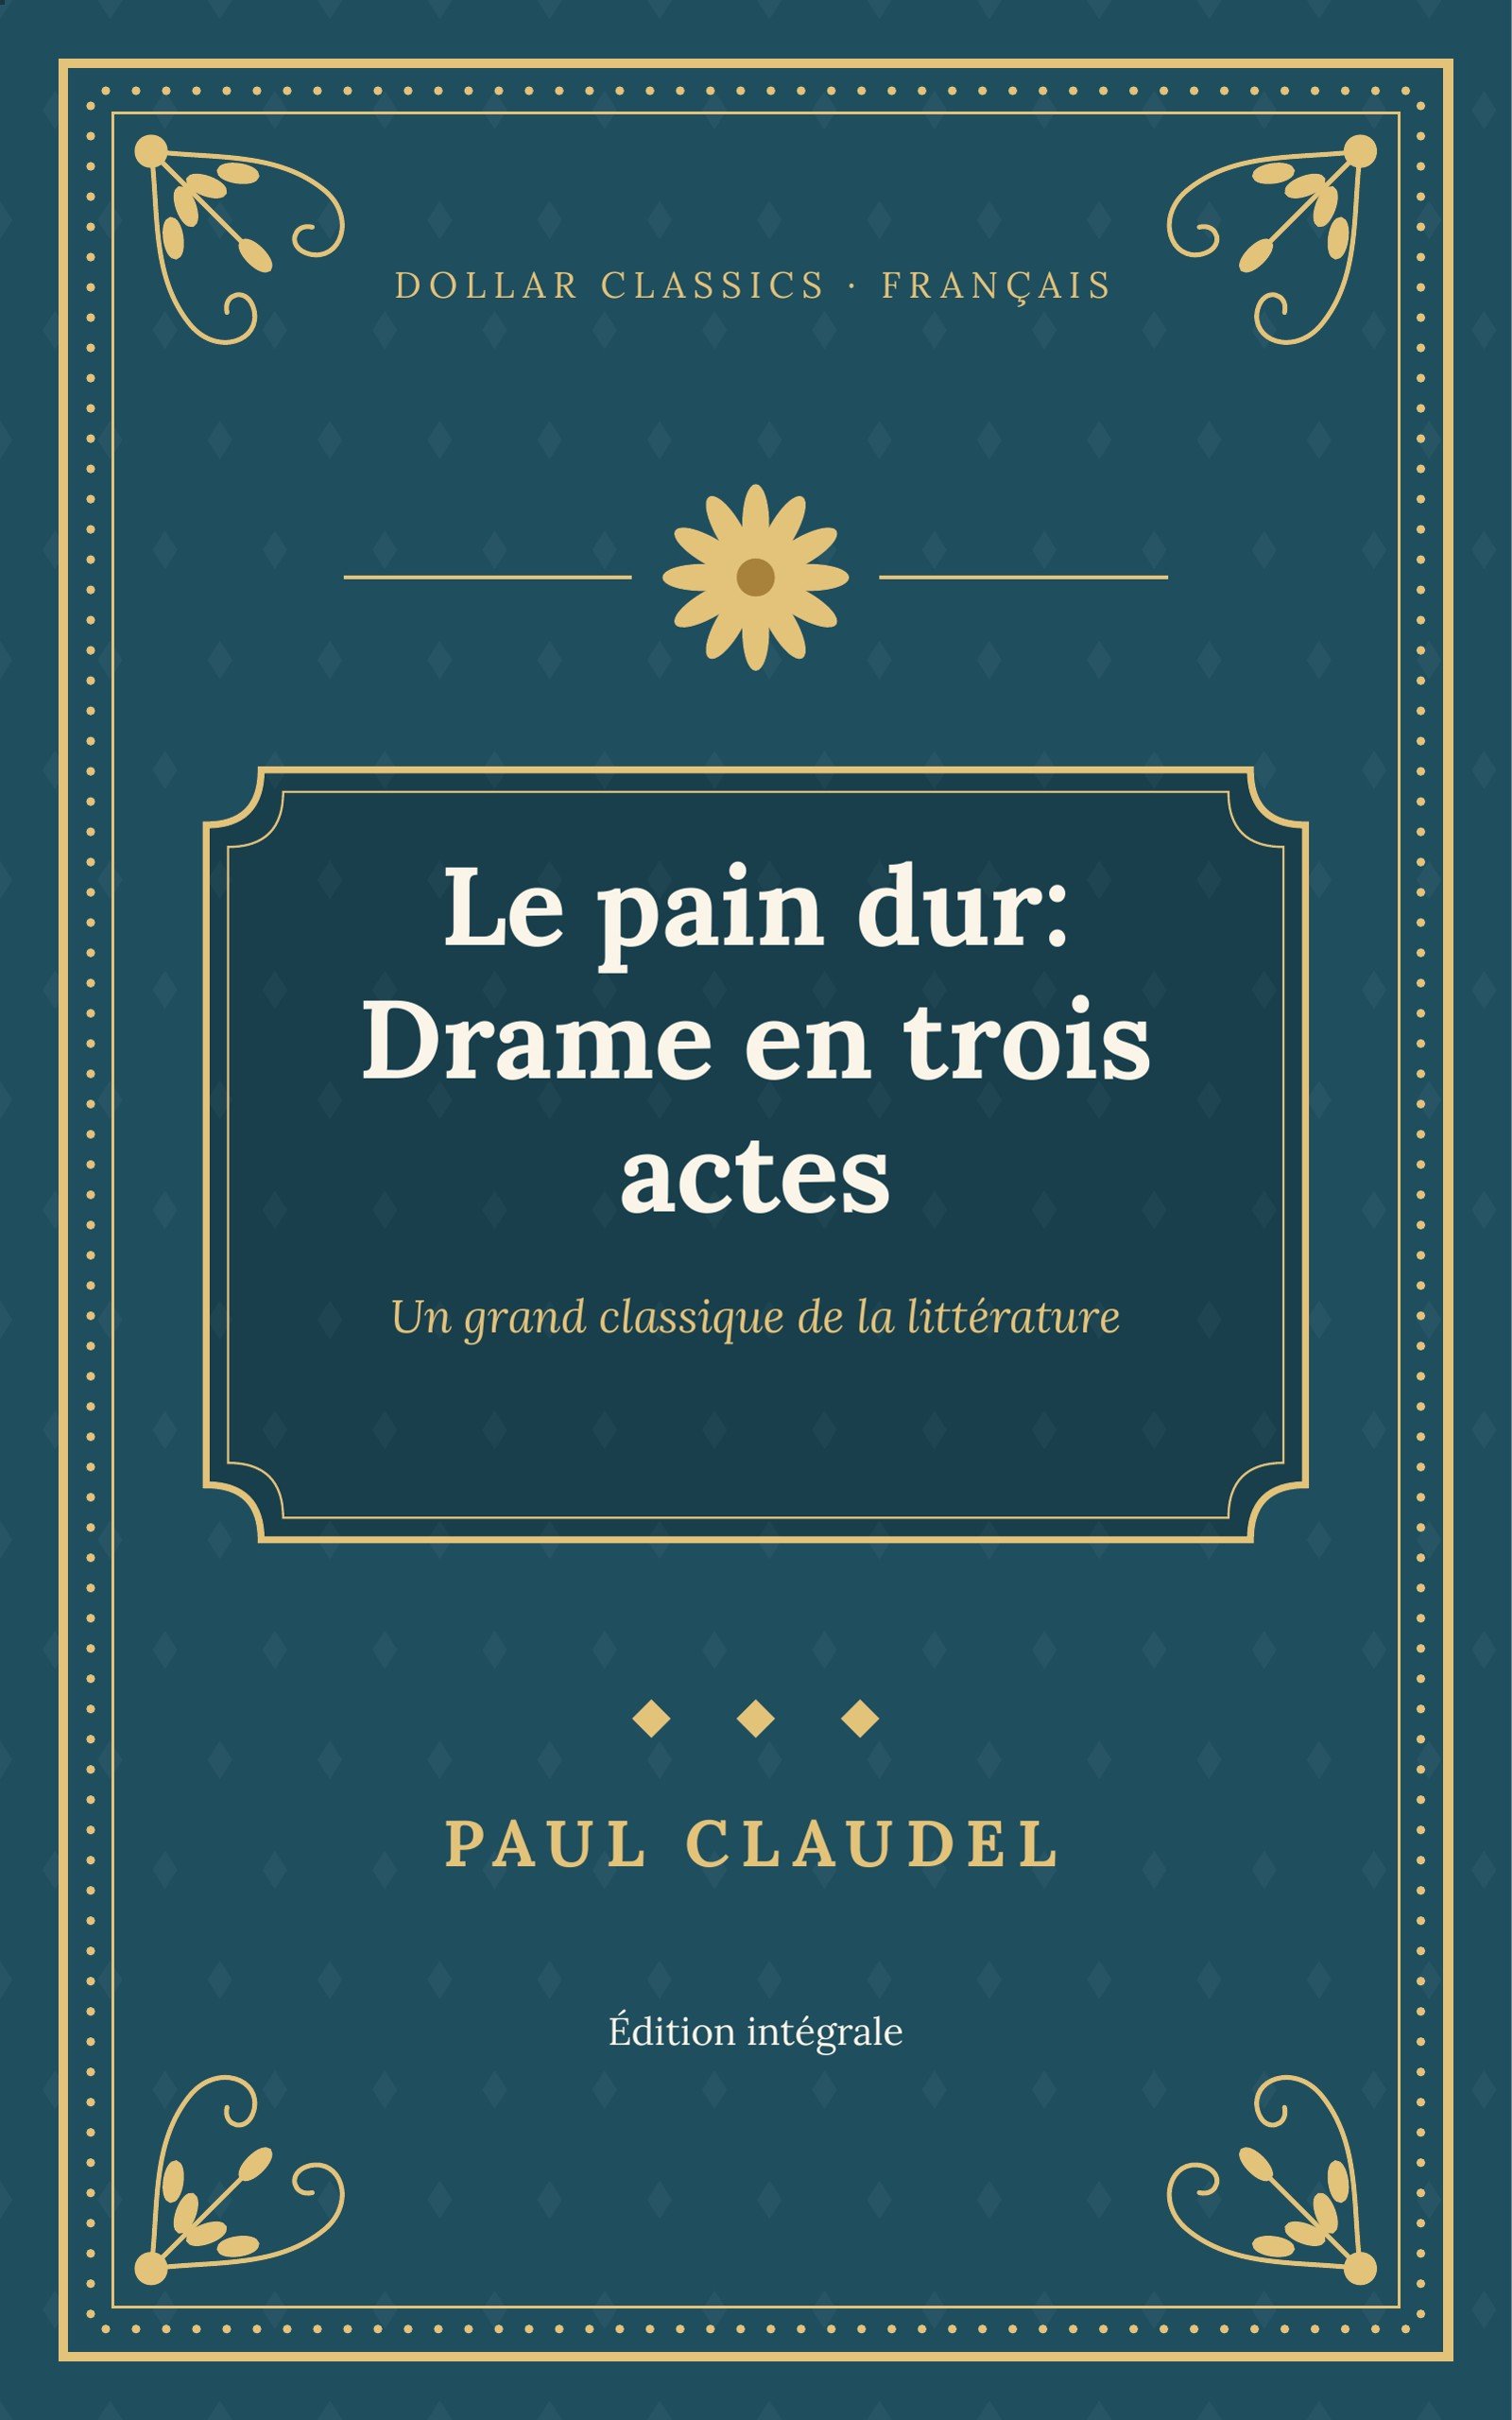 DOLLAR CLASSICS · FRANÇAIS
Le pain dur:
Drame en trois
actes
Un grand classique de la littérature
PAUL CLAUDEL
Édition intégrale